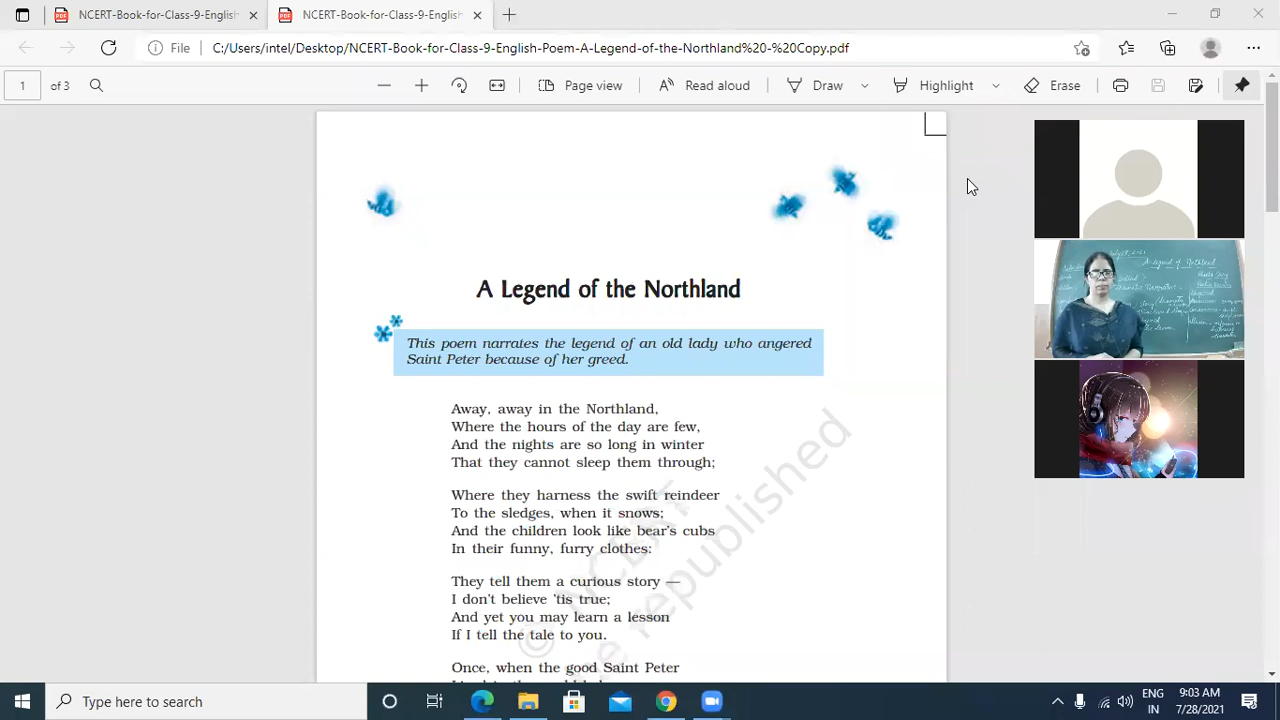 NCERT-Book-for-Class-9-English-
NCERT-Book-for-Class-9-English-
File
C:/Users/intel/Desktop/NCERT-Book-for-Class-9-English-Poem-A-Legend-of-the-Northland%20-%20Copy.pdf
1 of 3
Page view
Read aloud
Draw
Highlight
Erase
A Legend of the Northland
This poem narrates the legend of an old lady who angered
Saint Peter because of her greed.
Away, away in the Northland,
Where the hours of the day are few,
And the nights are so long in winter
That they cannot sleep them through;
Where they harness the swift reindeer
To the sledges, when it snows;
And the children look like bear's cubs
In their funny, furry clothes:
They tell them a curious story —
I don't believe 'tis true;
And yet you may learn a lesson
If I tell the tale to you.
Once, when the good Saint Peter
© NCERT
be republished
A Legend of Northland
Type here to search
ENG
IN
9:03 AM
7/28/2021